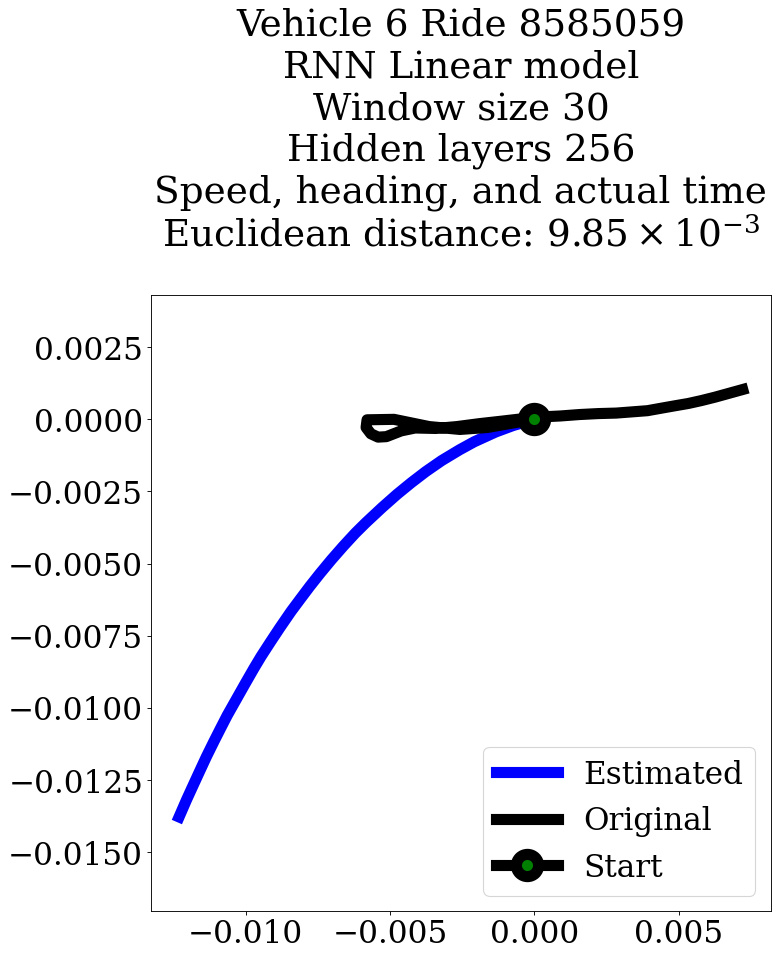 Vehicle 6 Ride 8585059
RNN Linear model
Window size 30
Hidden layers 256
Speed, heading, and actual time
Euclidean distance: 9.85 × 10⁻³
0.0025
0.0000
−0.0025
−0.0050
−0.0075
−0.0100
−0.0125
−0.0150
Estimated
Original
Start
−0.010 −0.005 0.000 0.005